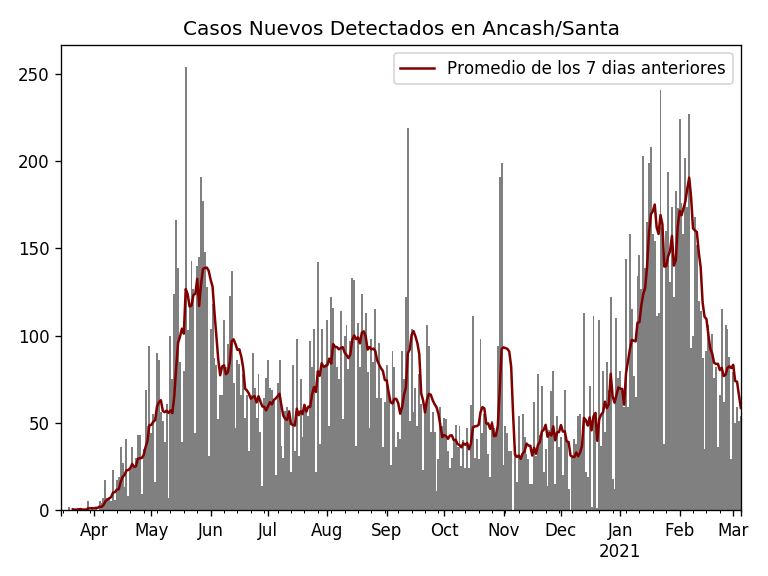 Casos Nuevos Detectados en Ancash/Santa
Promedio de los 7 dias anteriores
250
200
150
100
50
0
Apr May Jun Jul Aug Sep Oct Nov Dec Jan Feb Mar
2021